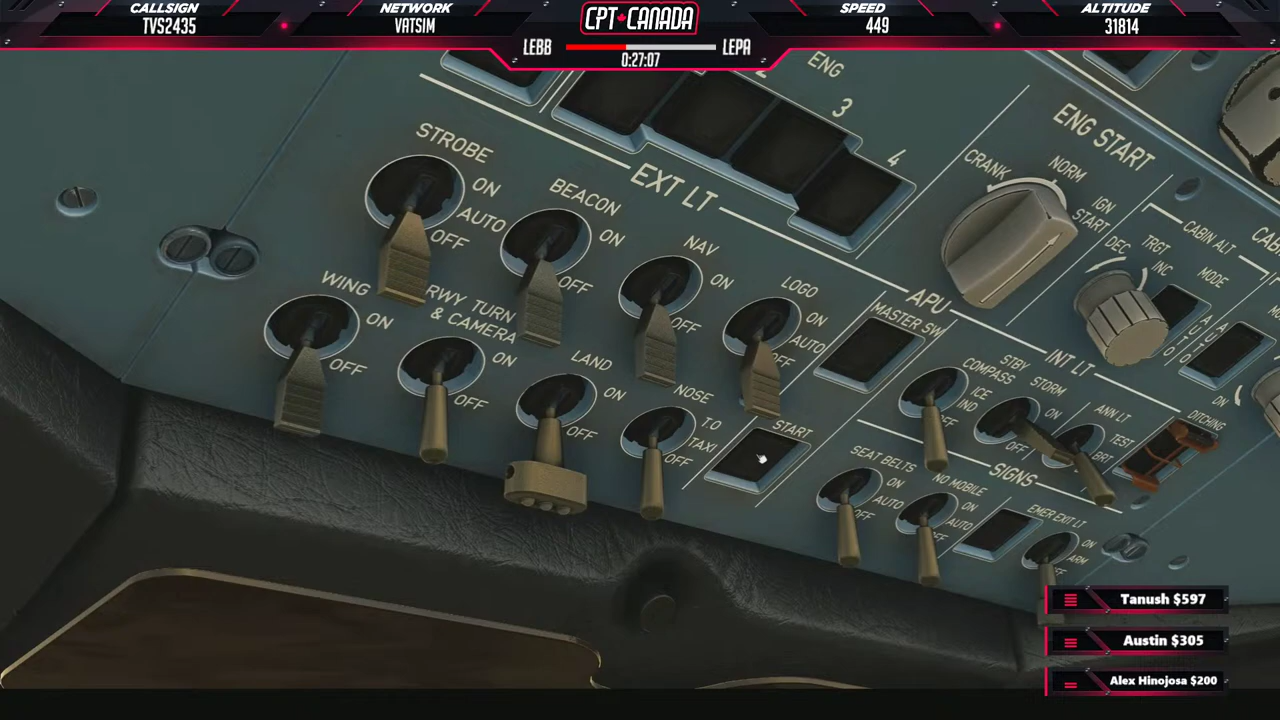 CALLSIGN
TVS2435
NETWORK
VATSIM
CPT CANADA
SPEED
449
ALTITUDE
31814
LEBB
LEPA
0:27:07
ENG
2
3
4
ENG START
CRANK
NORM
IGN
START
STROBE
ON
AUTO
OFF
EXT LT
BEACON
ON
OFF
NAV
ON
OFF
LOGO
ON
AUTO
OFF
WING
ON
OFF
RWY TURN
& CAMERA
ON
OFF
LAND
ON
OFF
NOSE
T.O
TAXI
OFF
APU
MASTER SW
START
CABIN ALT
TRGT
DEC
INC
MODE
AUTO
AUTO
DN
INT LT
STBY
COMPASS
ICE
IND
OFF
STORM
ON
OFF
ANN LT
TEST
BRT
DITCHING
SIGNS
SEAT BELTS
ON
AUTO
OFF
NO MOBILE
ON
AUTO
OFF
EMER EXIT LT
ON
ARM
OFF
Tanush $597
Austin $305
Alex Hinojosa $200